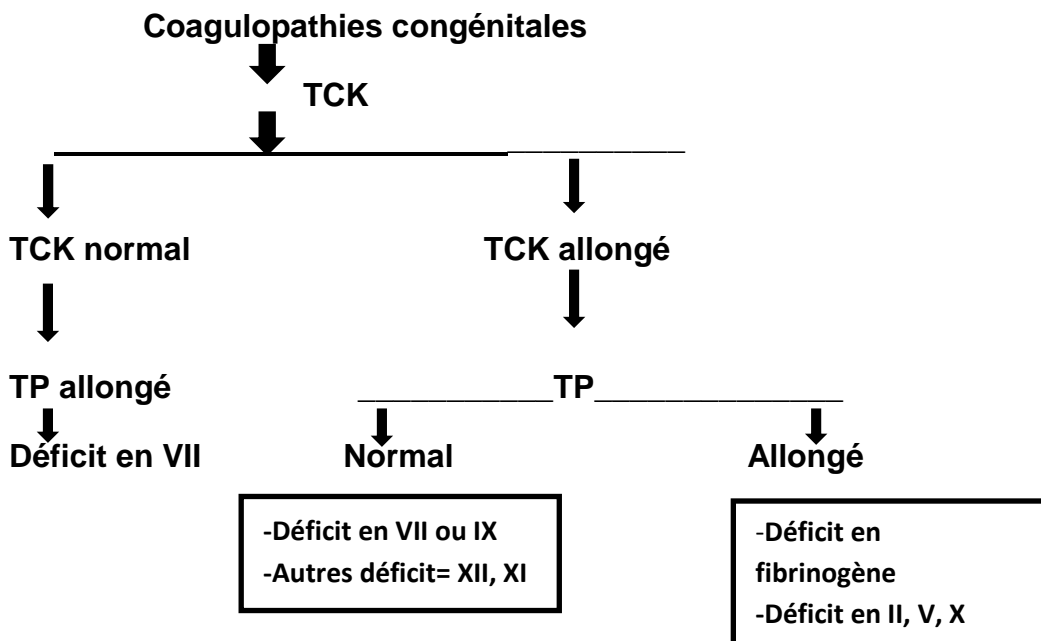 Coagulopathies congénitales
TCK
TCK normal
TCK allongé
TP allongé
TP
Déficit en VII
Normal
Allongé
-Déficit en VII ou IX
-Autres déficit= XII, XI
-Déficit en
fibrinogène
-Déficit en II, V, X